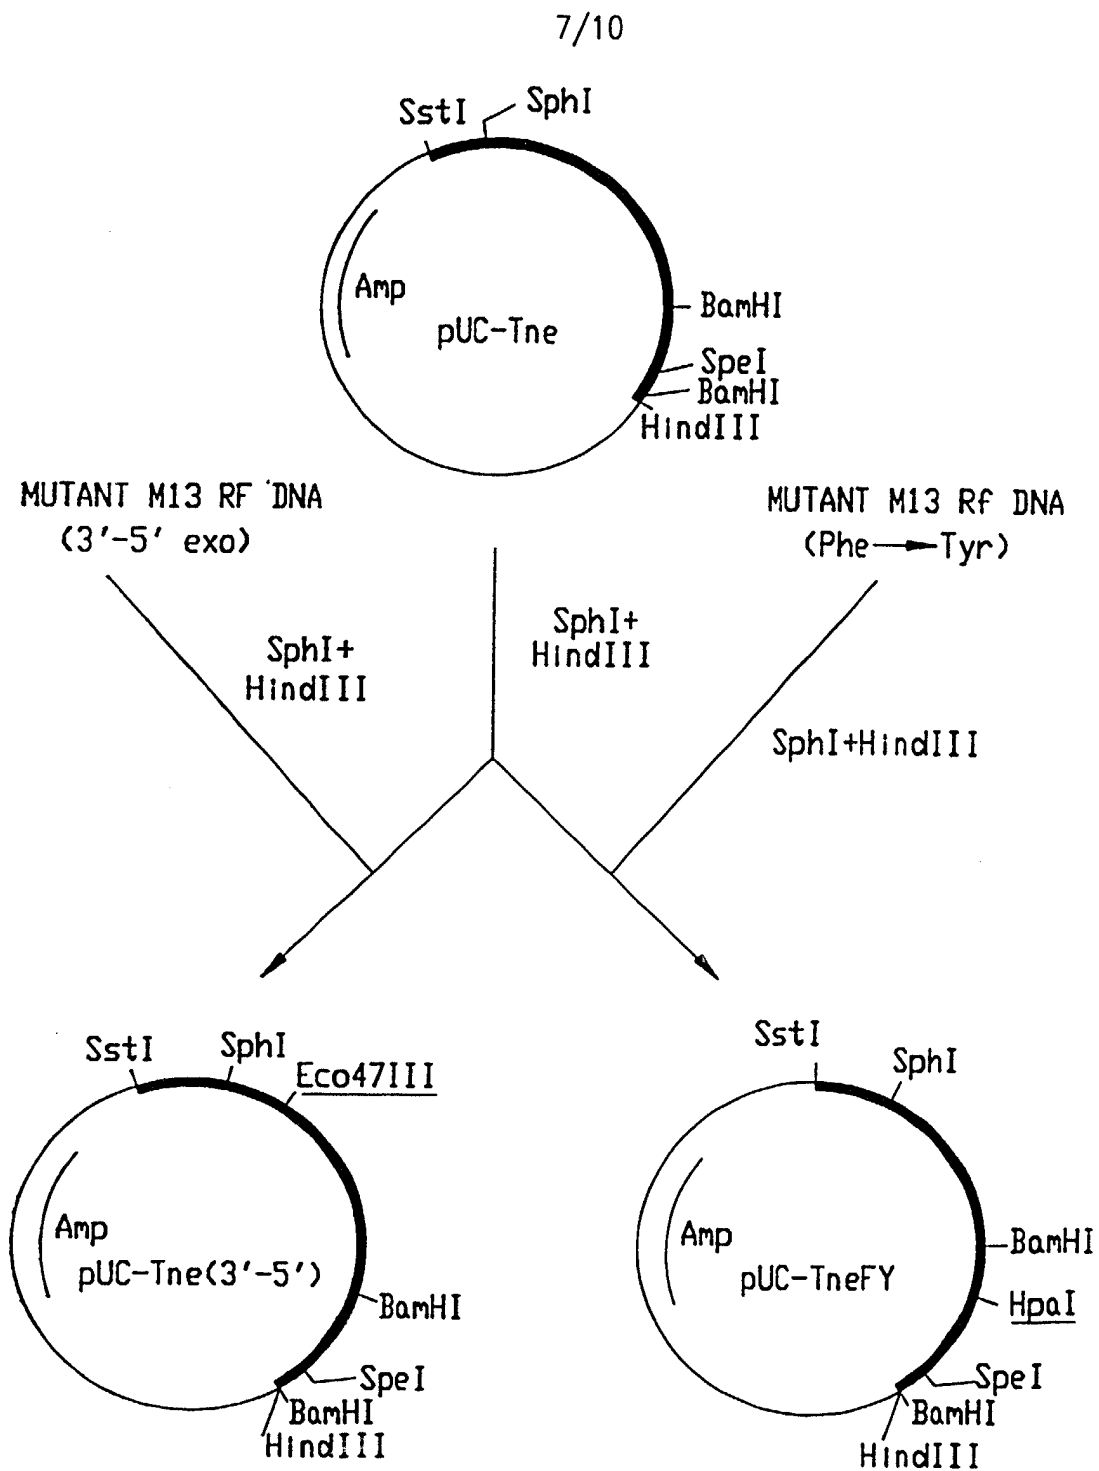 7/10
SstI
SphI
Amp
pUC-Tne
BamHI
SpeI
BamHI
HindIII
MUTANT M13 RF DNA
(3'-5' exo)
MUTANT M13 Rf DNA
(Phe→Tyr)
SphI+
HindIII
SphI+
HindIII
SphI+HindIII
SstI
SphI
Eco47III
Amp
pUC-Tne(3'-5')
BamHI
SpeI
BamHI
HindIII
SstI
SphI
Amp
pUC-TneFY
BamHI
HpaI
SpeI
BamHI
HindIII